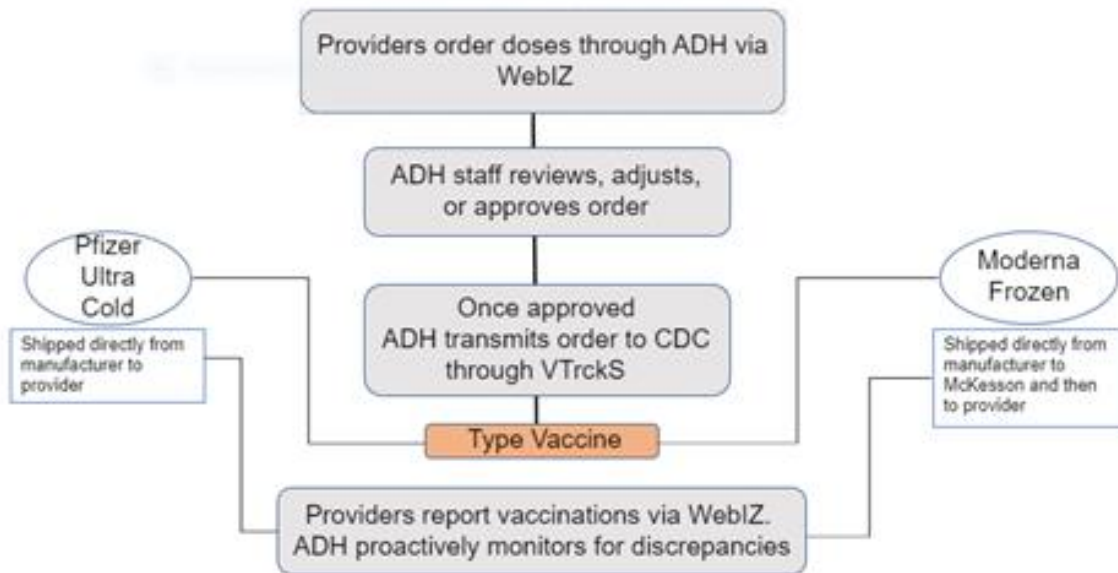 Providers order doses through ADH via
WebIZ
ADH staff reviews, adjusts,
or approves order
Pfizer
Ultra
Cold
Moderna
Frozen
Once approved
ADH transmits order to CDC
through VTrckS
Shipped directly from
manufacturer to
provider
Shipped directly from
manufacturer to
McKesson and then
to provider
Type Vaccine
Providers report vaccinations via WebIZ.
ADH proactively monitors for discrepancies